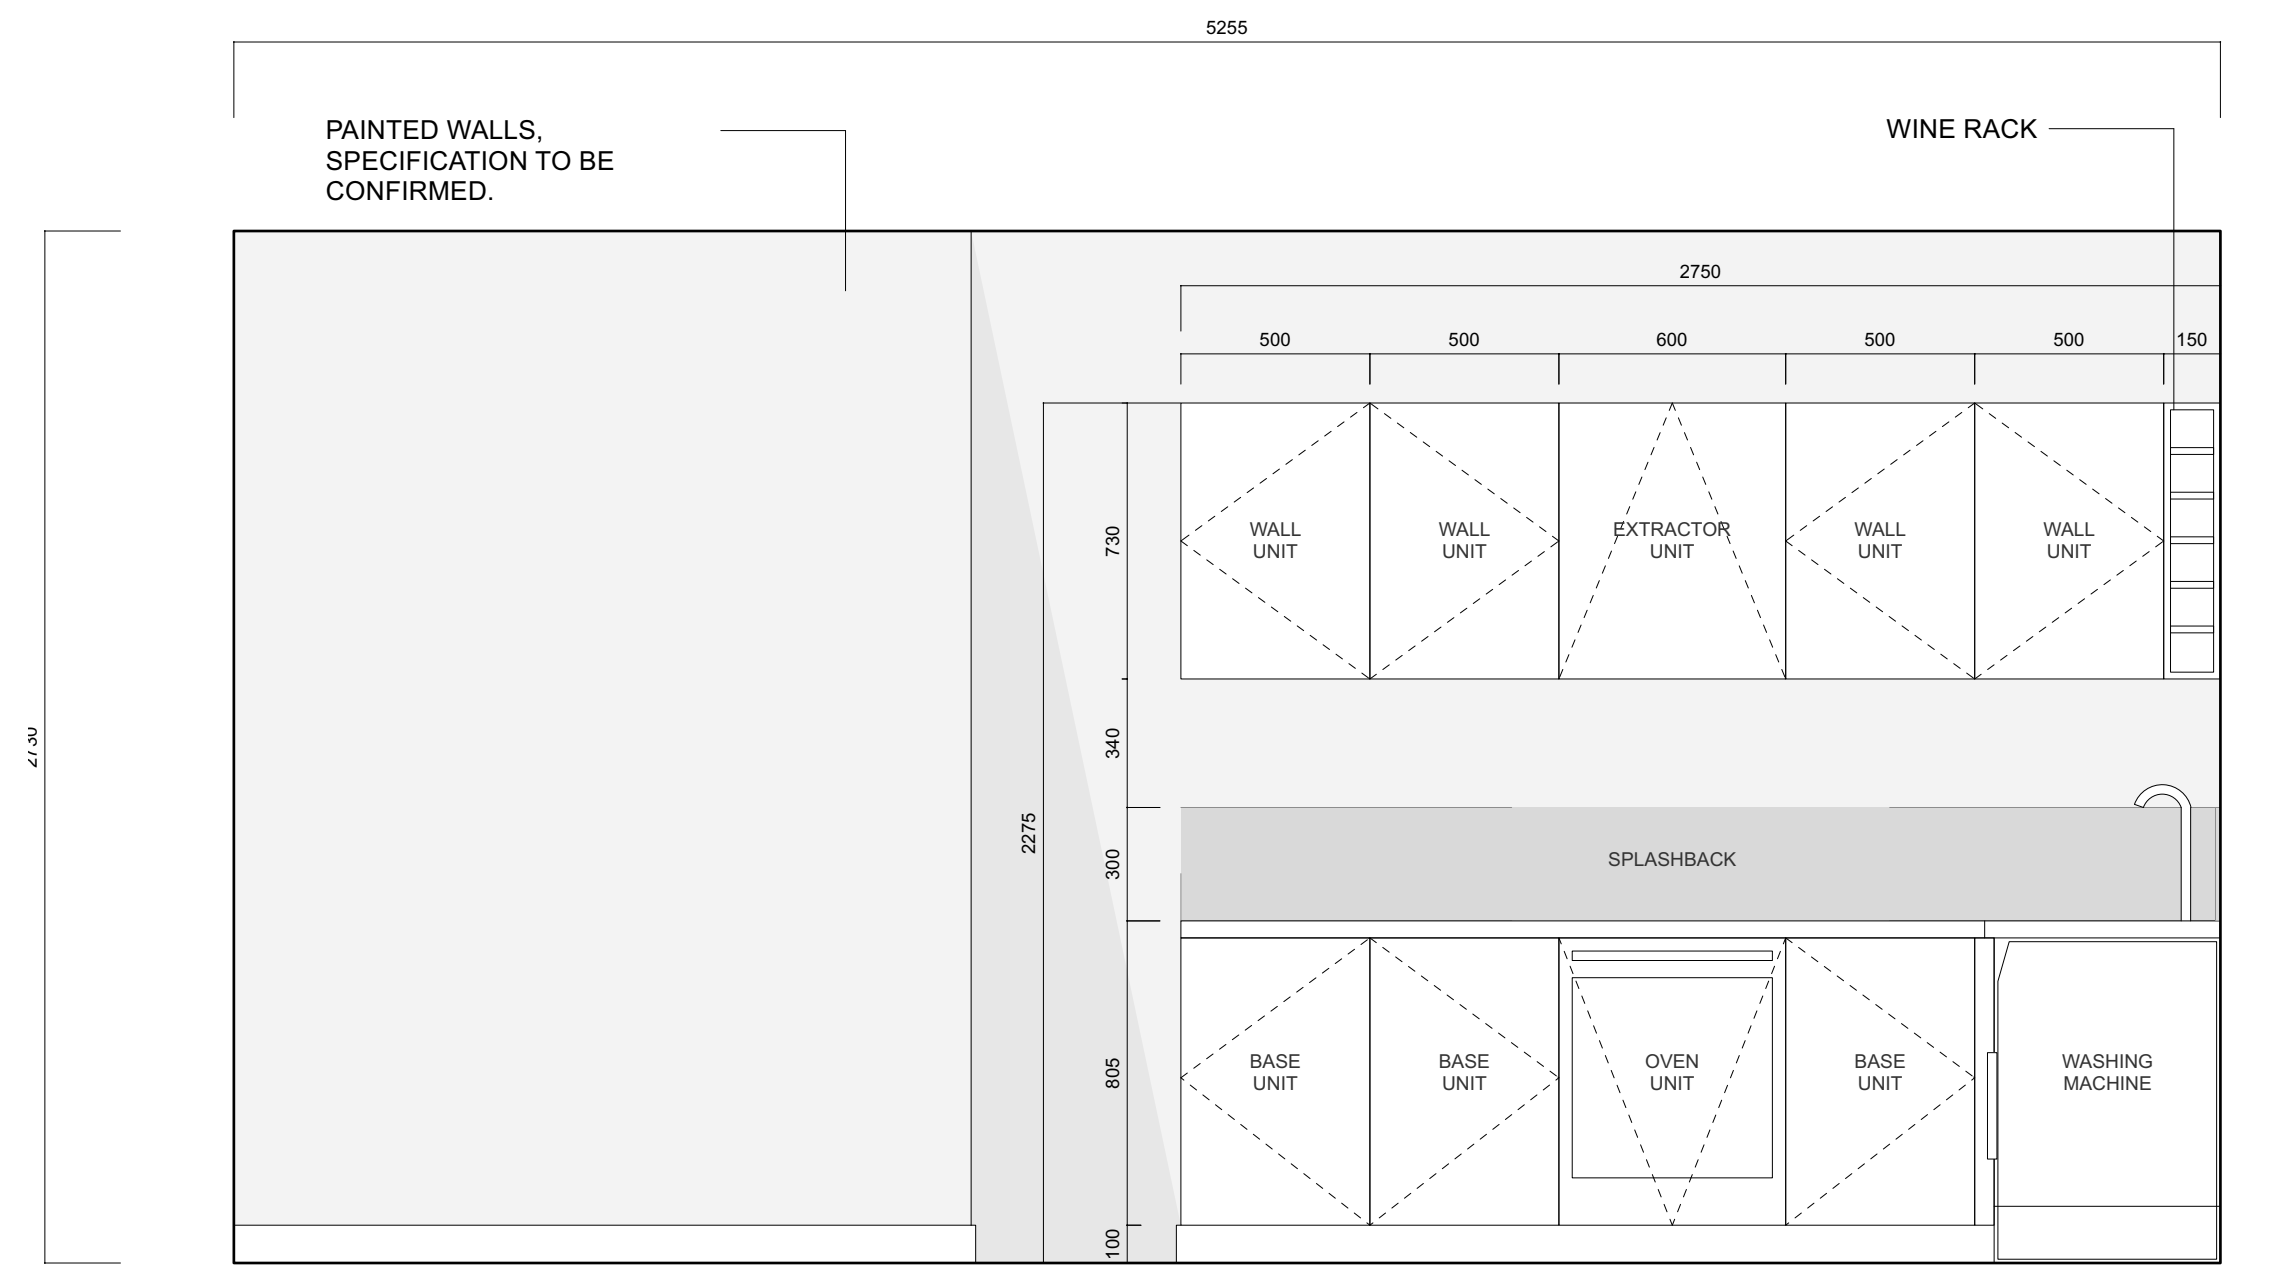 5255
PAINTED WALLS,
SPECIFICATION TO BE
CONFIRMED.
WINE RACK
2750
500 500 600 500 500 150
730
WALL UNIT
WALL UNIT
EXTRACTOR UNIT
WALL UNIT
WALL UNIT
2730
340
2275
300
SPLASHBACK
805
BASE UNIT
BASE UNIT
OVEN UNIT
BASE UNIT
WASHING MACHINE
100